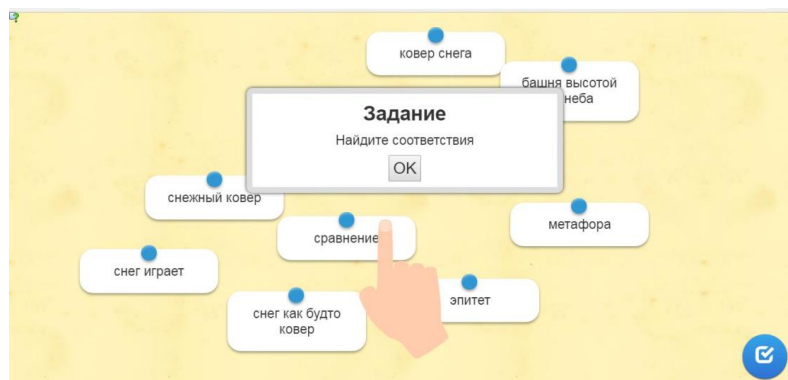 ковер снега
башня высотой
неба
Задание
Найдите соответствия
OK
снежный ковер
сравнение
метафора
снег играет
эпитет
снег как будто
ковер